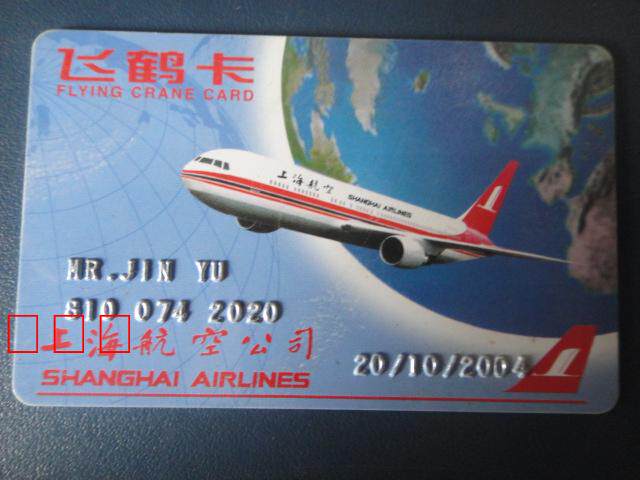 飞鹤卡
FLYING CRANE CARD
上海航空
SHANGHAI AIRLINES
MR.JIN YU
810 074 2020
上海航空公司
SHANGHAI AIRLINES
20/10/2004